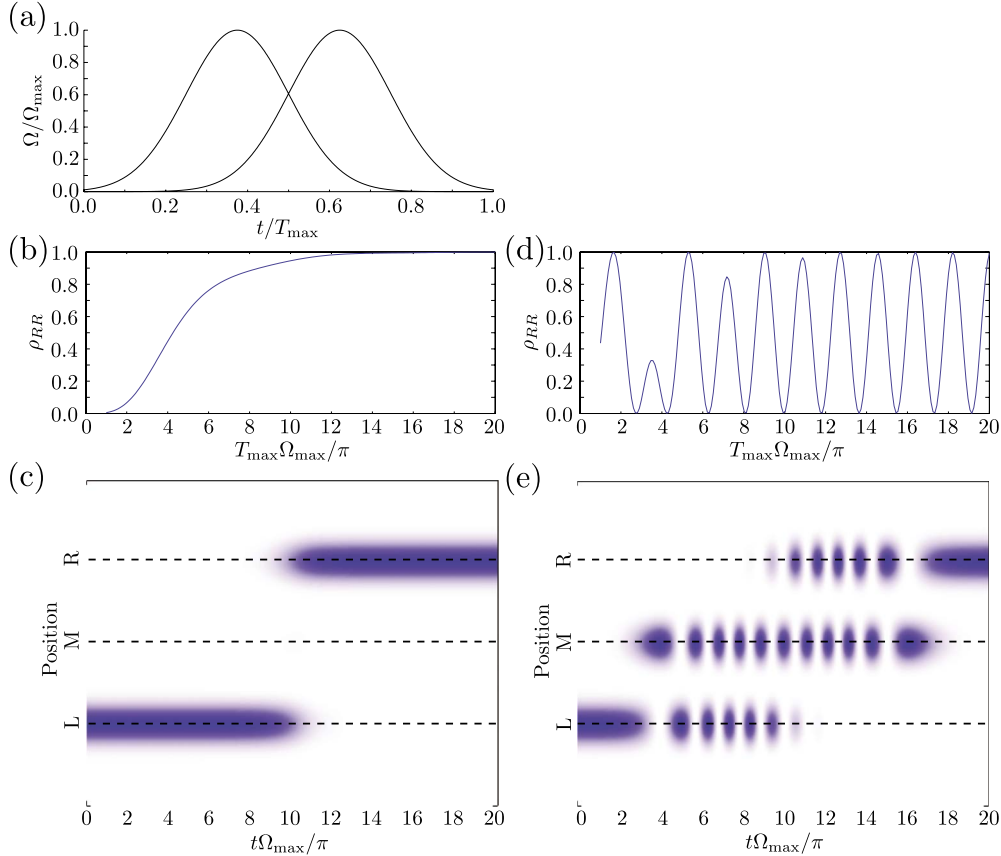 (a)
1.0
0.8
0.6
0.4
0.2
0.0
Ω/Ωmax
0.0 0.2 0.4 0.6 0.8 1.0
t/Tmax
(b)
1.0
0.8
0.6
0.4
0.2
0.0
ρRR
0 2 4 6 8 10 12 14 16 18 20
TmaxΩmax/π
(d)
1.0
0.8
0.6
0.4
0.2
0.0
ρRR
0 2 4 6 8 10 12 14 16 18 20
TmaxΩmax/π
(c)
R
M
L
Position
0 2 4 6 8 10 12 14 16 18 20
tΩmax/π
(e)
R
M
L
Position
0 2 4 6 8 10 12 14 16 18 20
tΩmax/π